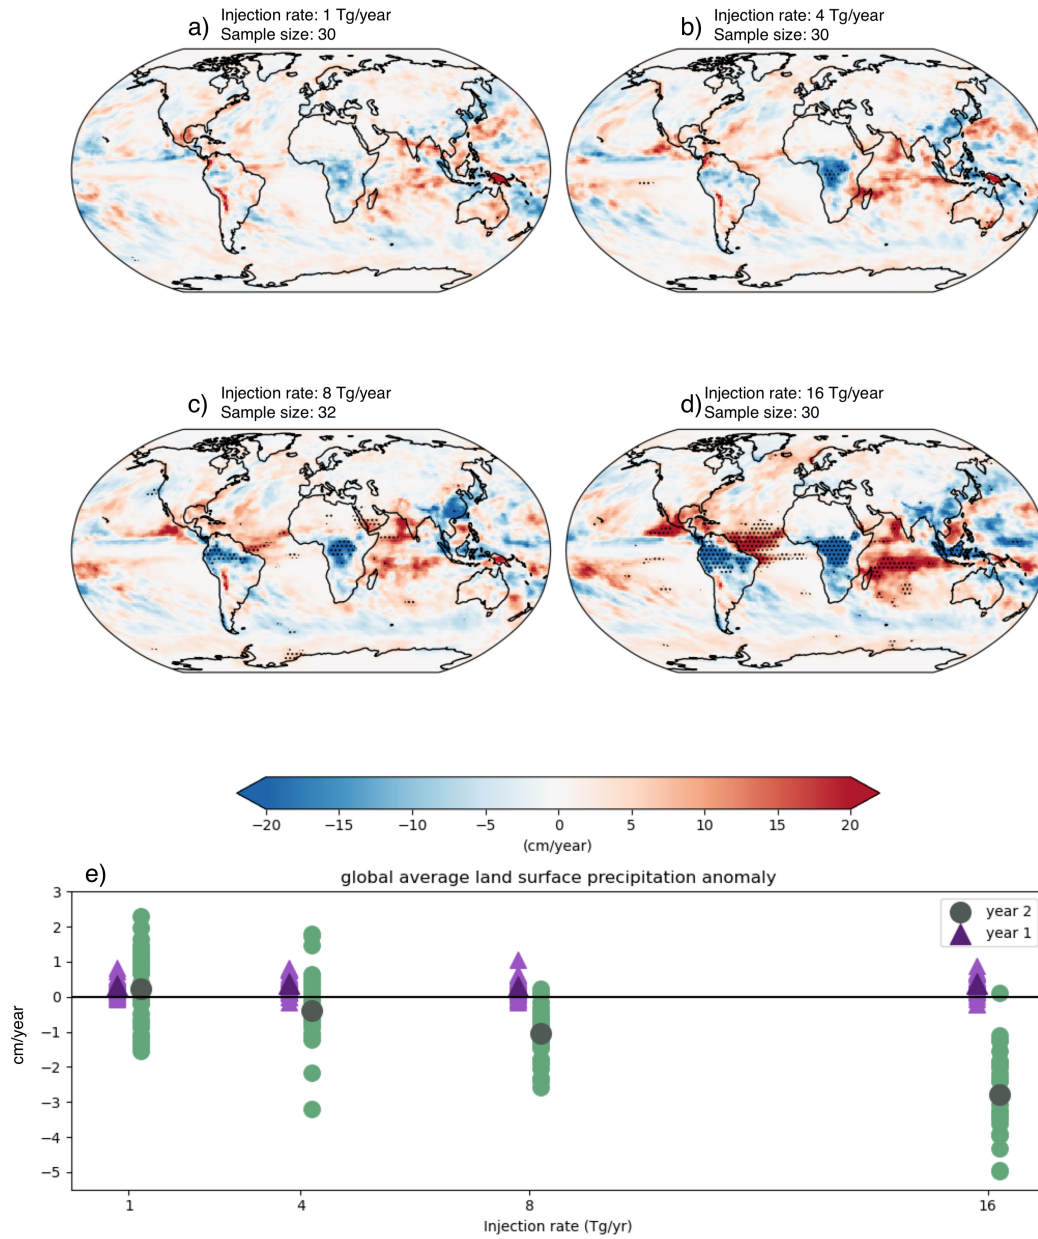 a)
Injection rate: 1 Tg/year
Sample size: 30
b)
Injection rate: 4 Tg/year
Sample size: 30
c)
Injection rate: 8 Tg/year
Sample size: 32
d)
Injection rate: 16 Tg/year
Sample size: 30
−20 −15 −10 −5 0 5 10 15 20
(cm/year)
e)
global average land surface precipitation anomaly
3
2
1
0
−1
−2
−3
−4
−5
cm/year
year 2
year 1
1 4 8 16
Injection rate (Tg/yr)